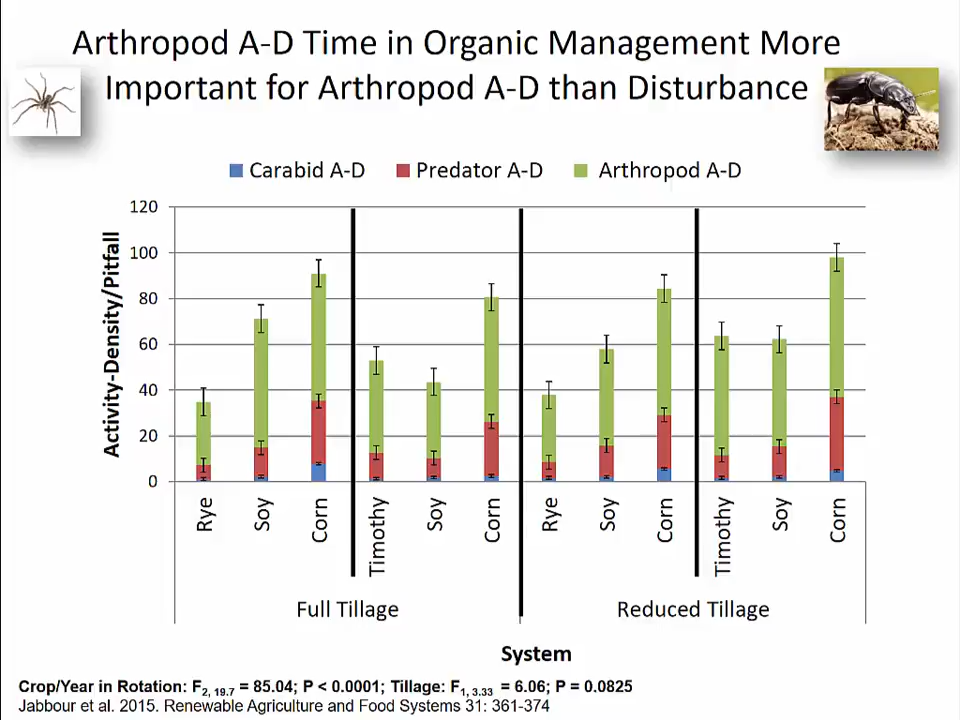 Arthropod A-D Time in Organic Management More
Important for Arthropod A-D than Disturbance
Carabid A-D Predator A-D Arthropod A-D
Activity-Density/Pitfall
120
100
80
60
40
20
0
Rye Soy Corn Timothy Soy Corn Rye Soy Corn Timothy Soy Corn
Full Tillage Reduced Tillage
System
Crop/Year in Rotation: F2, 19.7 = 85.04; P < 0.0001; Tillage: F1, 3.33 = 6.06; P = 0.0825
Jabbour et al. 2015. Renewable Agriculture and Food Systems 31: 361-374